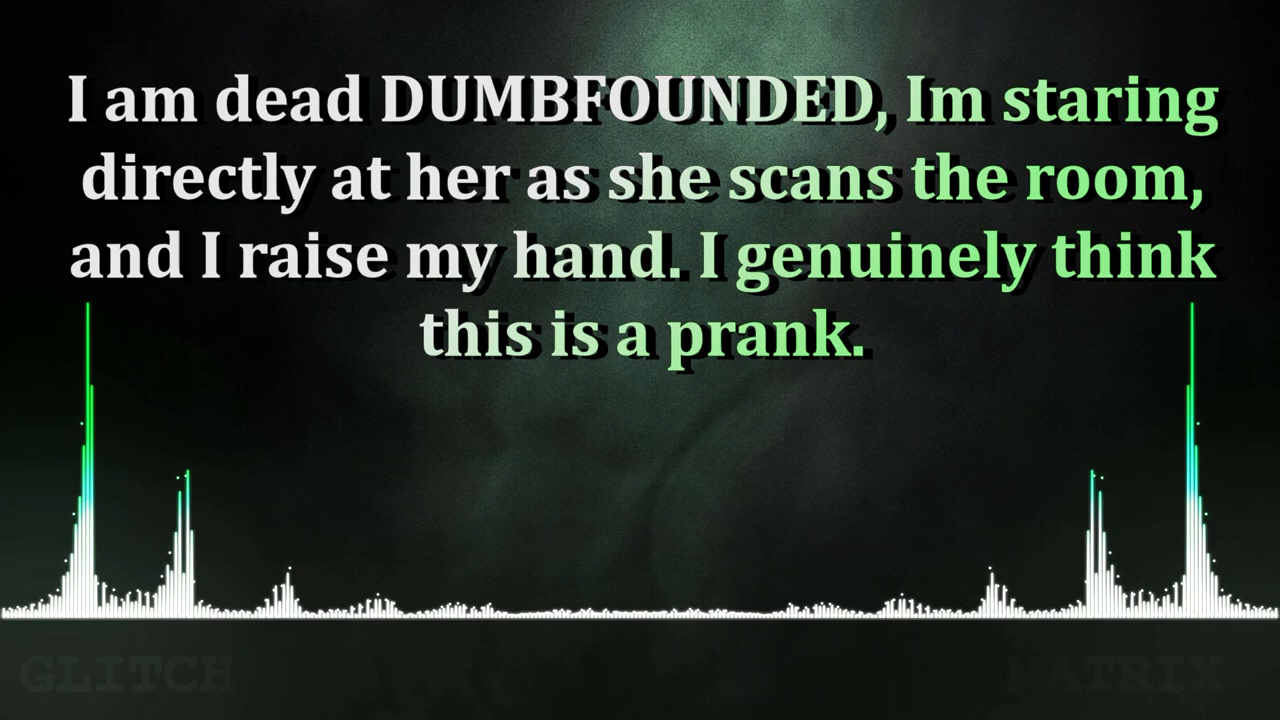 I am dead DUMBFOUNDED, Im staring
directly at her as she scans the room,
and I raise my hand. I genuinely think
this is a prank.
GLITCH
MATRIX